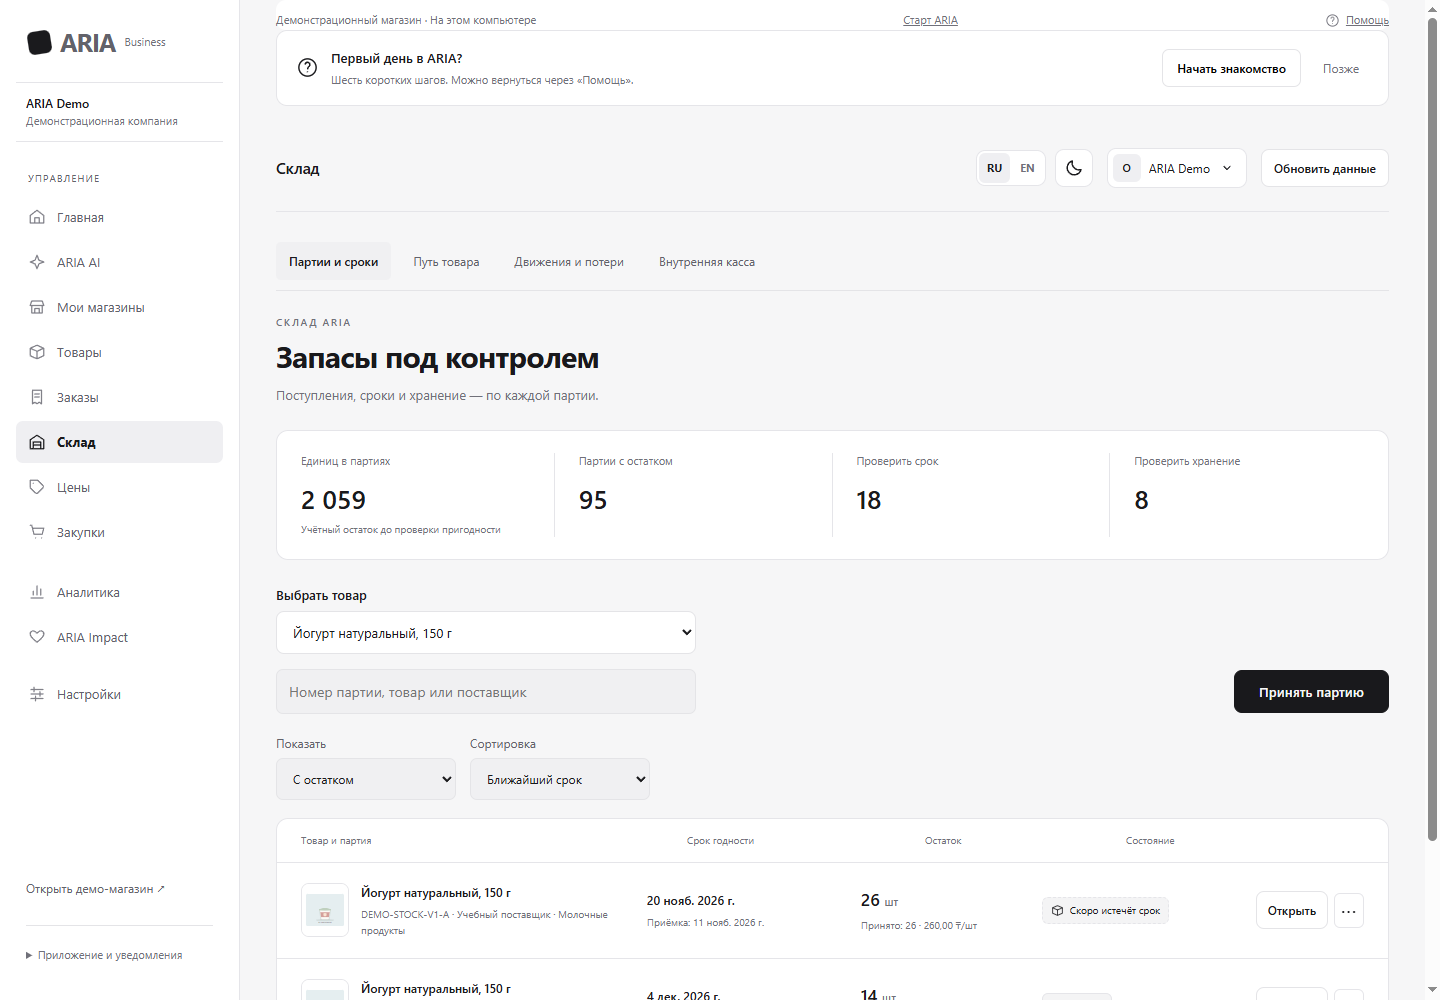 ARIA Business
ARIA Demo
Демонстрационная компания
УПРАВЛЕНИЕ
Главная
ARIA AI
Мои магазины
Товары
Заказы
Склад
Цены
Закупки
Аналитика
ARIA Impact
Настройки
Открыть демо-магазин ↗
Приложение и уведомления
Демонстрационный магазин · На этом компьютере
Старт ARIA
Помощь
Первый день в ARIA?
Шесть коротких шагов. Можно вернуться через «Помощь».
Начать знакомство
Позже
Склад
RU EN
O ARIA Demo
Обновить данные
Партии и сроки
Путь товара
Движения и потери
Внутренняя касса
СКЛАД ARIA
Запасы под контролем
Поступления, сроки и хранение — по каждой партии.
Единиц в партиях
2 059
Учётный остаток до проверки пригодности
Партии с остатком
95
Проверить срок
18
Проверить хранение
8
Выбрать товар
Йогурт натуральный, 150 г
Номер партии, товар или поставщик
Принять партию
Показать
С остатком
Сортировка
Ближайший срок
Товар и партия
Срок годности
Остаток
Состояние
Йогурт натуральный, 150 г
DEMO-STOCK-V1-A · Учебный поставщик · Молочные
продукты
20 нояб. 2026 г.
Приёмка: 11 нояб. 2026 г.
26 шт
Принято: 26 · 260,00 ₸/шт
Скоро истечёт срок
Открыть
...
Йогурт натуральный, 150 г
4 дек. 2026 г.
14 шт